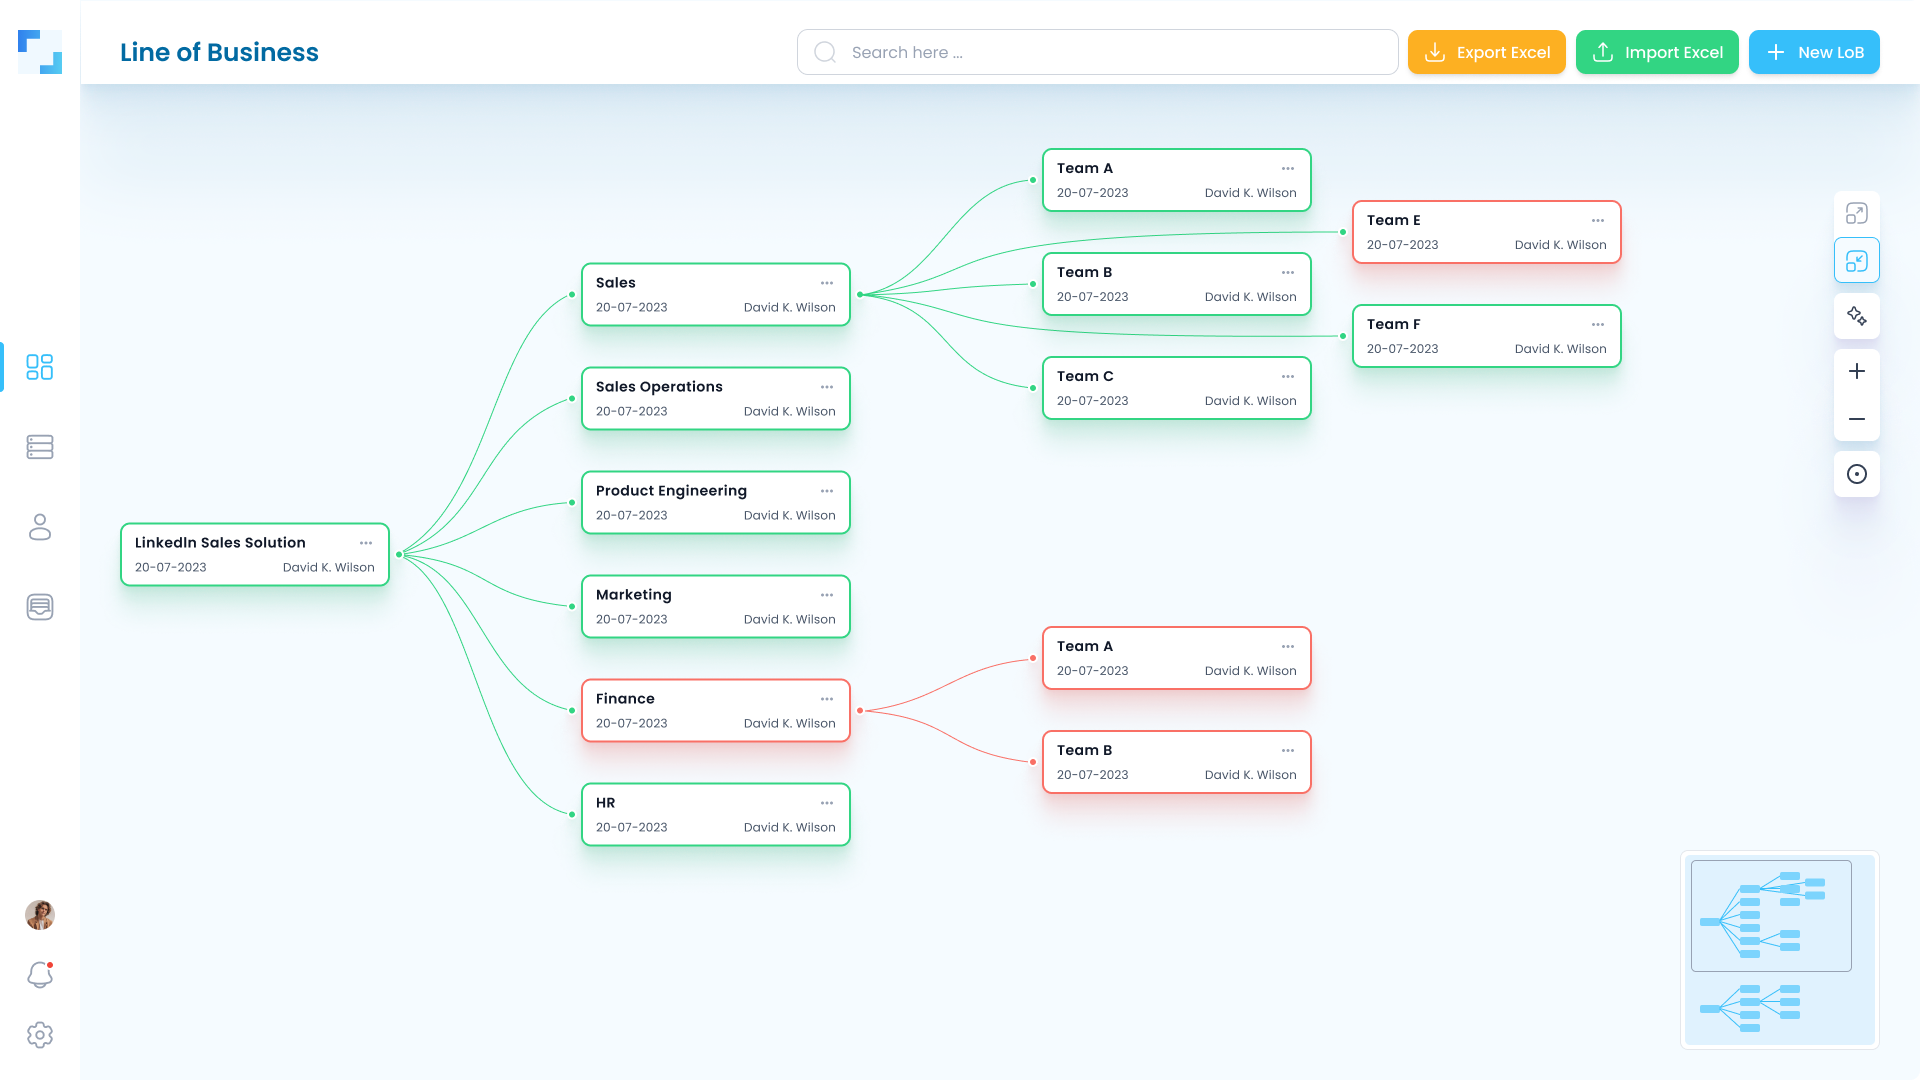 Line of Business
Search here ...
Export Excel
Import Excel
New LoB
Team A
20-07-2023 David K. Wilson
Team E
20-07-2023 David K. Wilson
Team B
20-07-2023 David K. Wilson
Sales
20-07-2023 David K. Wilson
Team F
20-07-2023 David K. Wilson
Team C
20-07-2023 David K. Wilson
Sales Operations
20-07-2023 David K. Wilson
Product Engineering
20-07-2023 David K. Wilson
LinkedIn Sales Solution
20-07-2023 David K. Wilson
Marketing
20-07-2023 David K. Wilson
Team A
20-07-2023 David K. Wilson
Finance
20-07-2023 David K. Wilson
Team B
20-07-2023 David K. Wilson
HR
20-07-2023 David K. Wilson